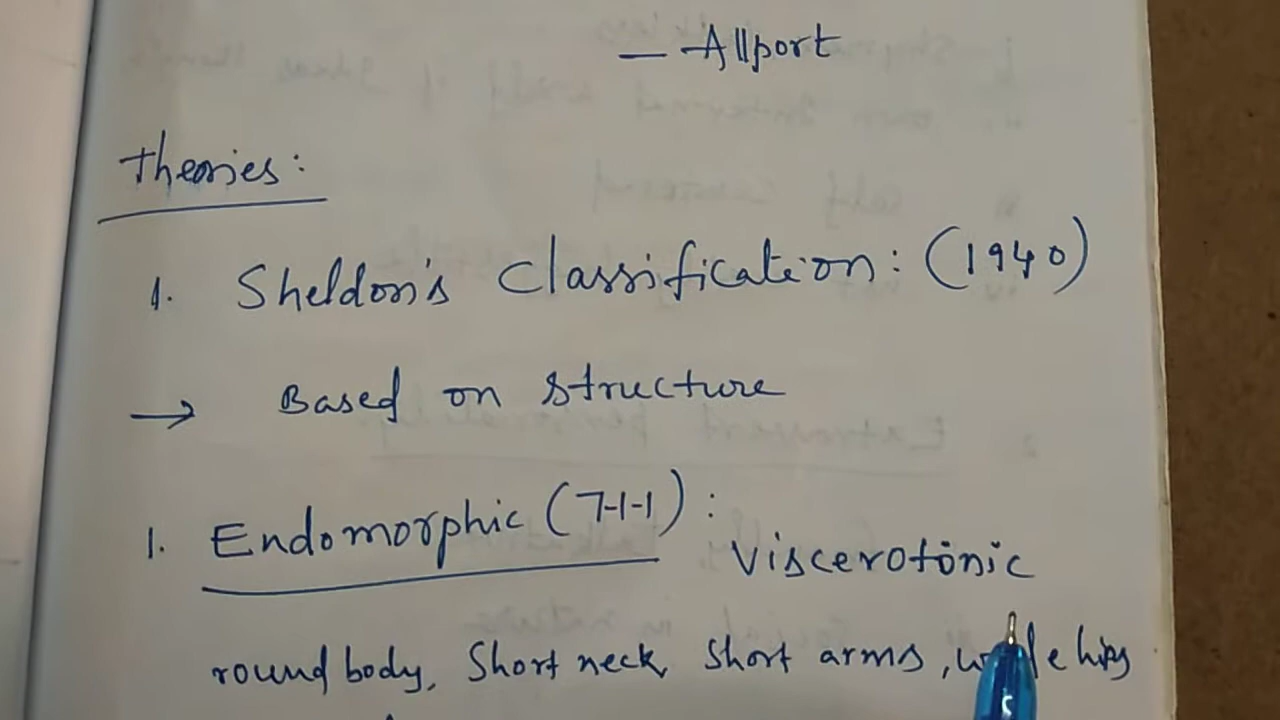 — Allport
Theories:
1. Sheldon's Classification: (1940)
→ Based on structure
1. Endomorphic (7-1-1): Viscerotonic
round body, Short neck, Short arms, hips